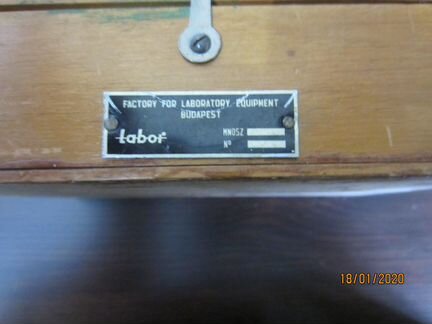 FACTORY FOR LABORATORY EQUIPMENT
BUDAPEST
Labor
MNOSZ
Nº
18/01/2020